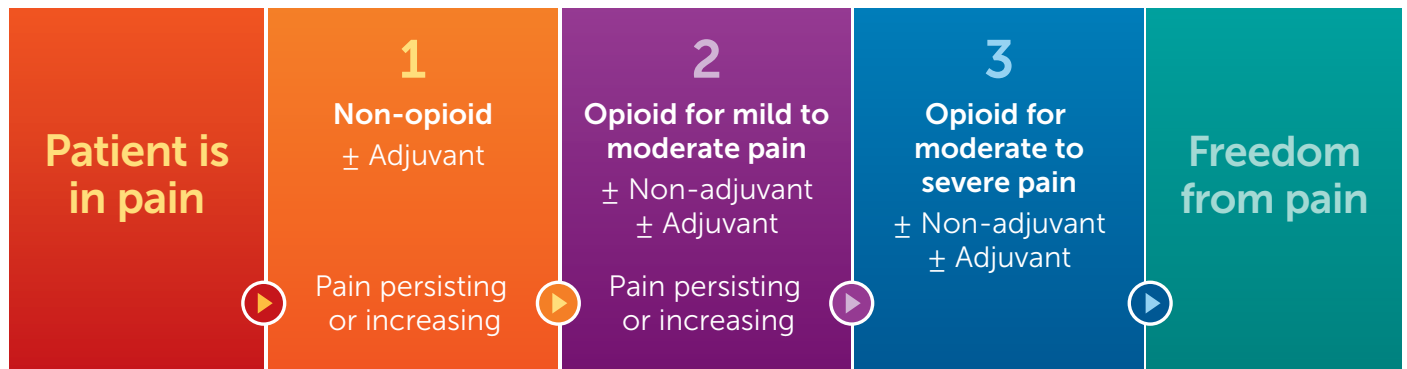 Patient is
in pain
1
Non-opioid
± Adjuvant
Pain persisting
or increasing
2
Opioid for mild to
moderate pain
± Non-adjuvant
± Adjuvant
Pain persisting
or increasing
3
Opioid for
moderate to
severe pain
± Non-adjuvant
± Adjuvant
Freedom
from pain